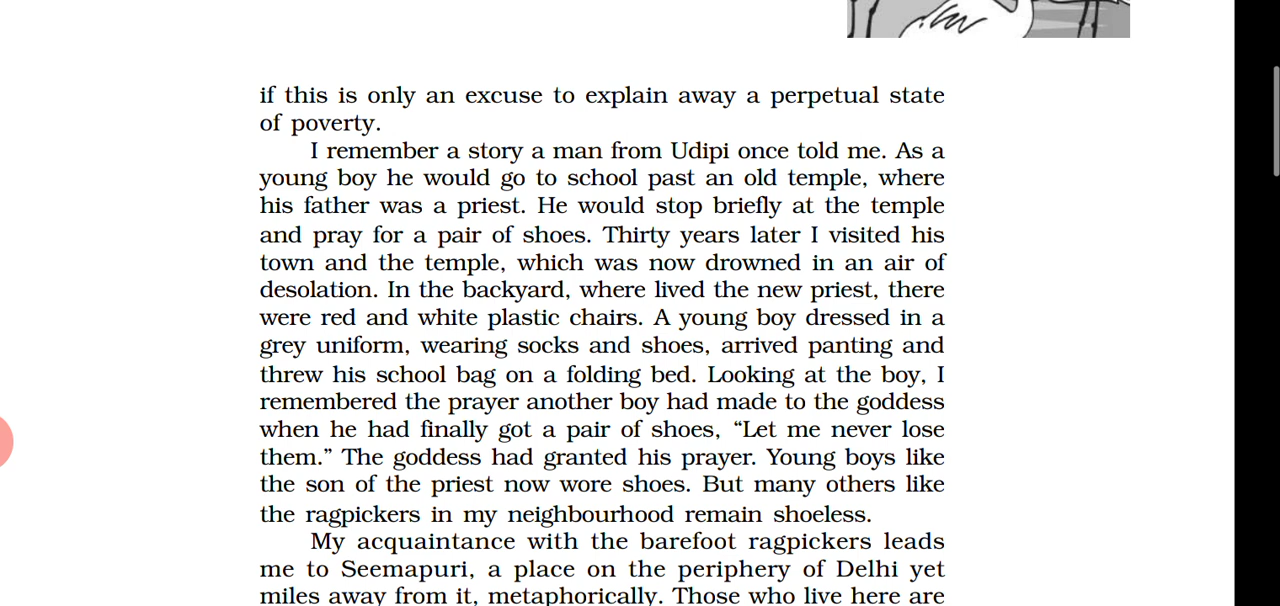 if this is only an excuse to explain away a perpetual state
of poverty.
I remember a story a man from Udipi once told me. As a
young boy he would go to school past an old temple, where
his father was a priest. He would stop briefly at the temple
and pray for a pair of shoes. Thirty years later I visited his
town and the temple, which was now drowned in an air of
desolation. In the backyard, where lived the new priest, there
were red and white plastic chairs. A young boy dressed in a
grey uniform, wearing socks and shoes, arrived panting and
threw his school bag on a folding bed. Looking at the boy, I
remembered the prayer another boy had made to the goddess
when he had finally got a pair of shoes, “Let me never lose
them.” The goddess had granted his prayer. Young boys like
the son of the priest now wore shoes. But many others like
the ragpickers in my neighbourhood remain shoeless.
My acquaintance with the barefoot ragpickers leads
me to Seemapuri, a place on the periphery of Delhi yet
miles away from it, metaphorically. Those who live here are